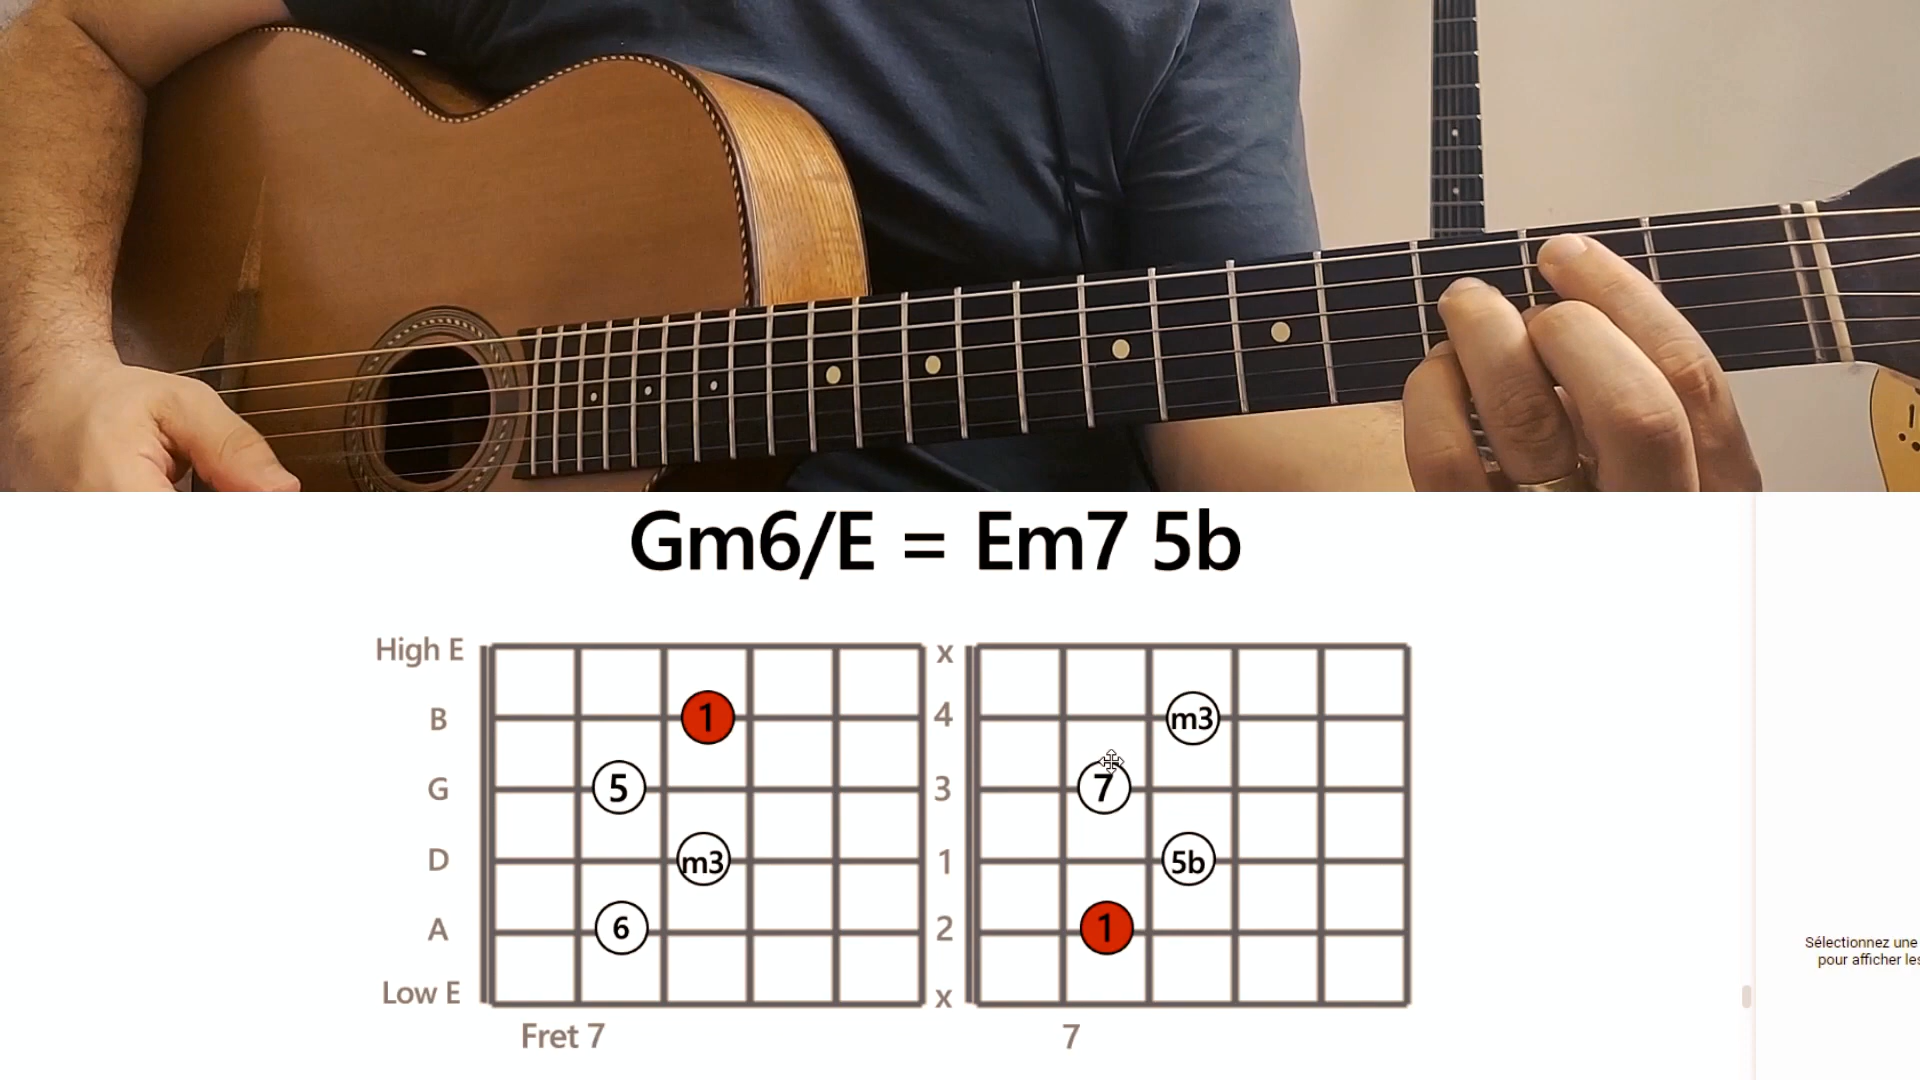 Gm6/E = Em7 5b
High E
x
B
1
4
m3
G
5
3
7
D
m3
1
5b
A
6
2
1
Low E
x
Fret 7
7
Sélectionnez une
pour afficher les